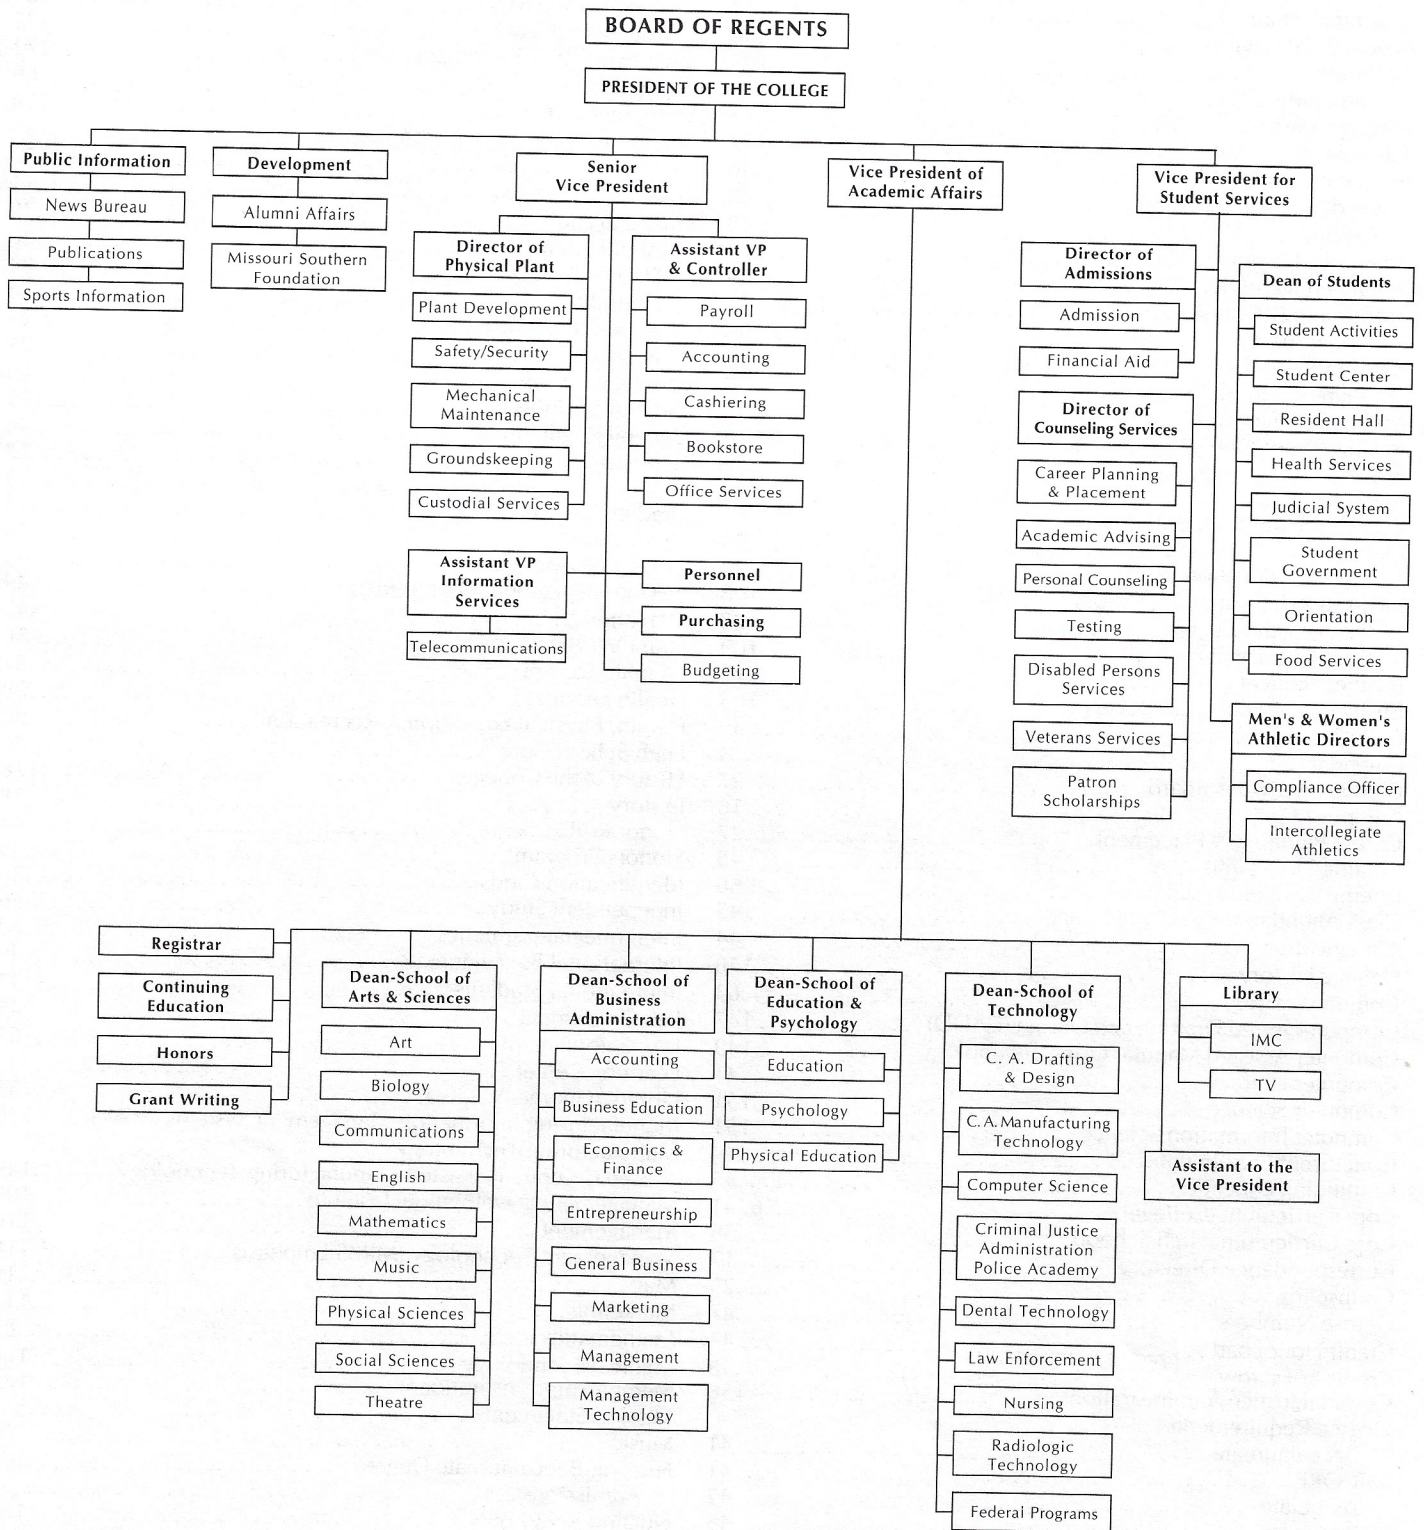 BOARD OF REGENTS
PRESIDENT OF THE COLLEGE
Public Information
News Bureau
Publications
Sports Information
Development
Alumni Affairs
Missouri Southern
Foundation
Senior
Vice President
Director of
Physical Plant
Plant Development
Safety/Security
Mechanical
Maintenance
Groundskeeping
Custodial Services
Assistant VP
& Controller
Payroll
Accounting
Cashiering
Bookstore
Office Services
Assistant VP
Information
Services
Telecommunications
Personnel
Purchasing
Budgeting
Vice President of
Academic Affairs
Vice President for
Student Services
Director of
Admissions
Admission
Financial Aid
Director of
Counseling Services
Career Planning
& Placement
Academic Advising
Personal Counseling
Testing
Disabled Persons
Services
Veterans Services
Patron
Scholarships
Dean of Students
Student Activities
Student Center
Resident Hall
Health Services
Judicial System
Student
Government
Orientation
Food Services
Men's & Women's
Athletic Directors
Compliance Officer
Intercollegiate
Athletics
Registrar
Continuing
Education
Honors
Grant Writing
Dean-School of
Arts & Sciences
Art
Biology
Communications
English
Mathematics
Music
Physical Sciences
Social Sciences
Theatre
Dean-School of
Business
Administration
Accounting
Business Education
Economics &
Finance
Entrepreneurship
General Business
Marketing
Management
Management
Technology
Dean-School of
Education &
Psychology
Education
Psychology
Physical Education
Dean-School of
Technology
C. A. Drafting
& Design
C. A. Manufacturing
Technology
Computer Science
Criminal Justice
Administration
Police Academy
Dental Technology
Law Enforcement
Nursing
Radiologic
Technology
Federal Programs
Library
IMC
TV
Assistant to the
Vice President